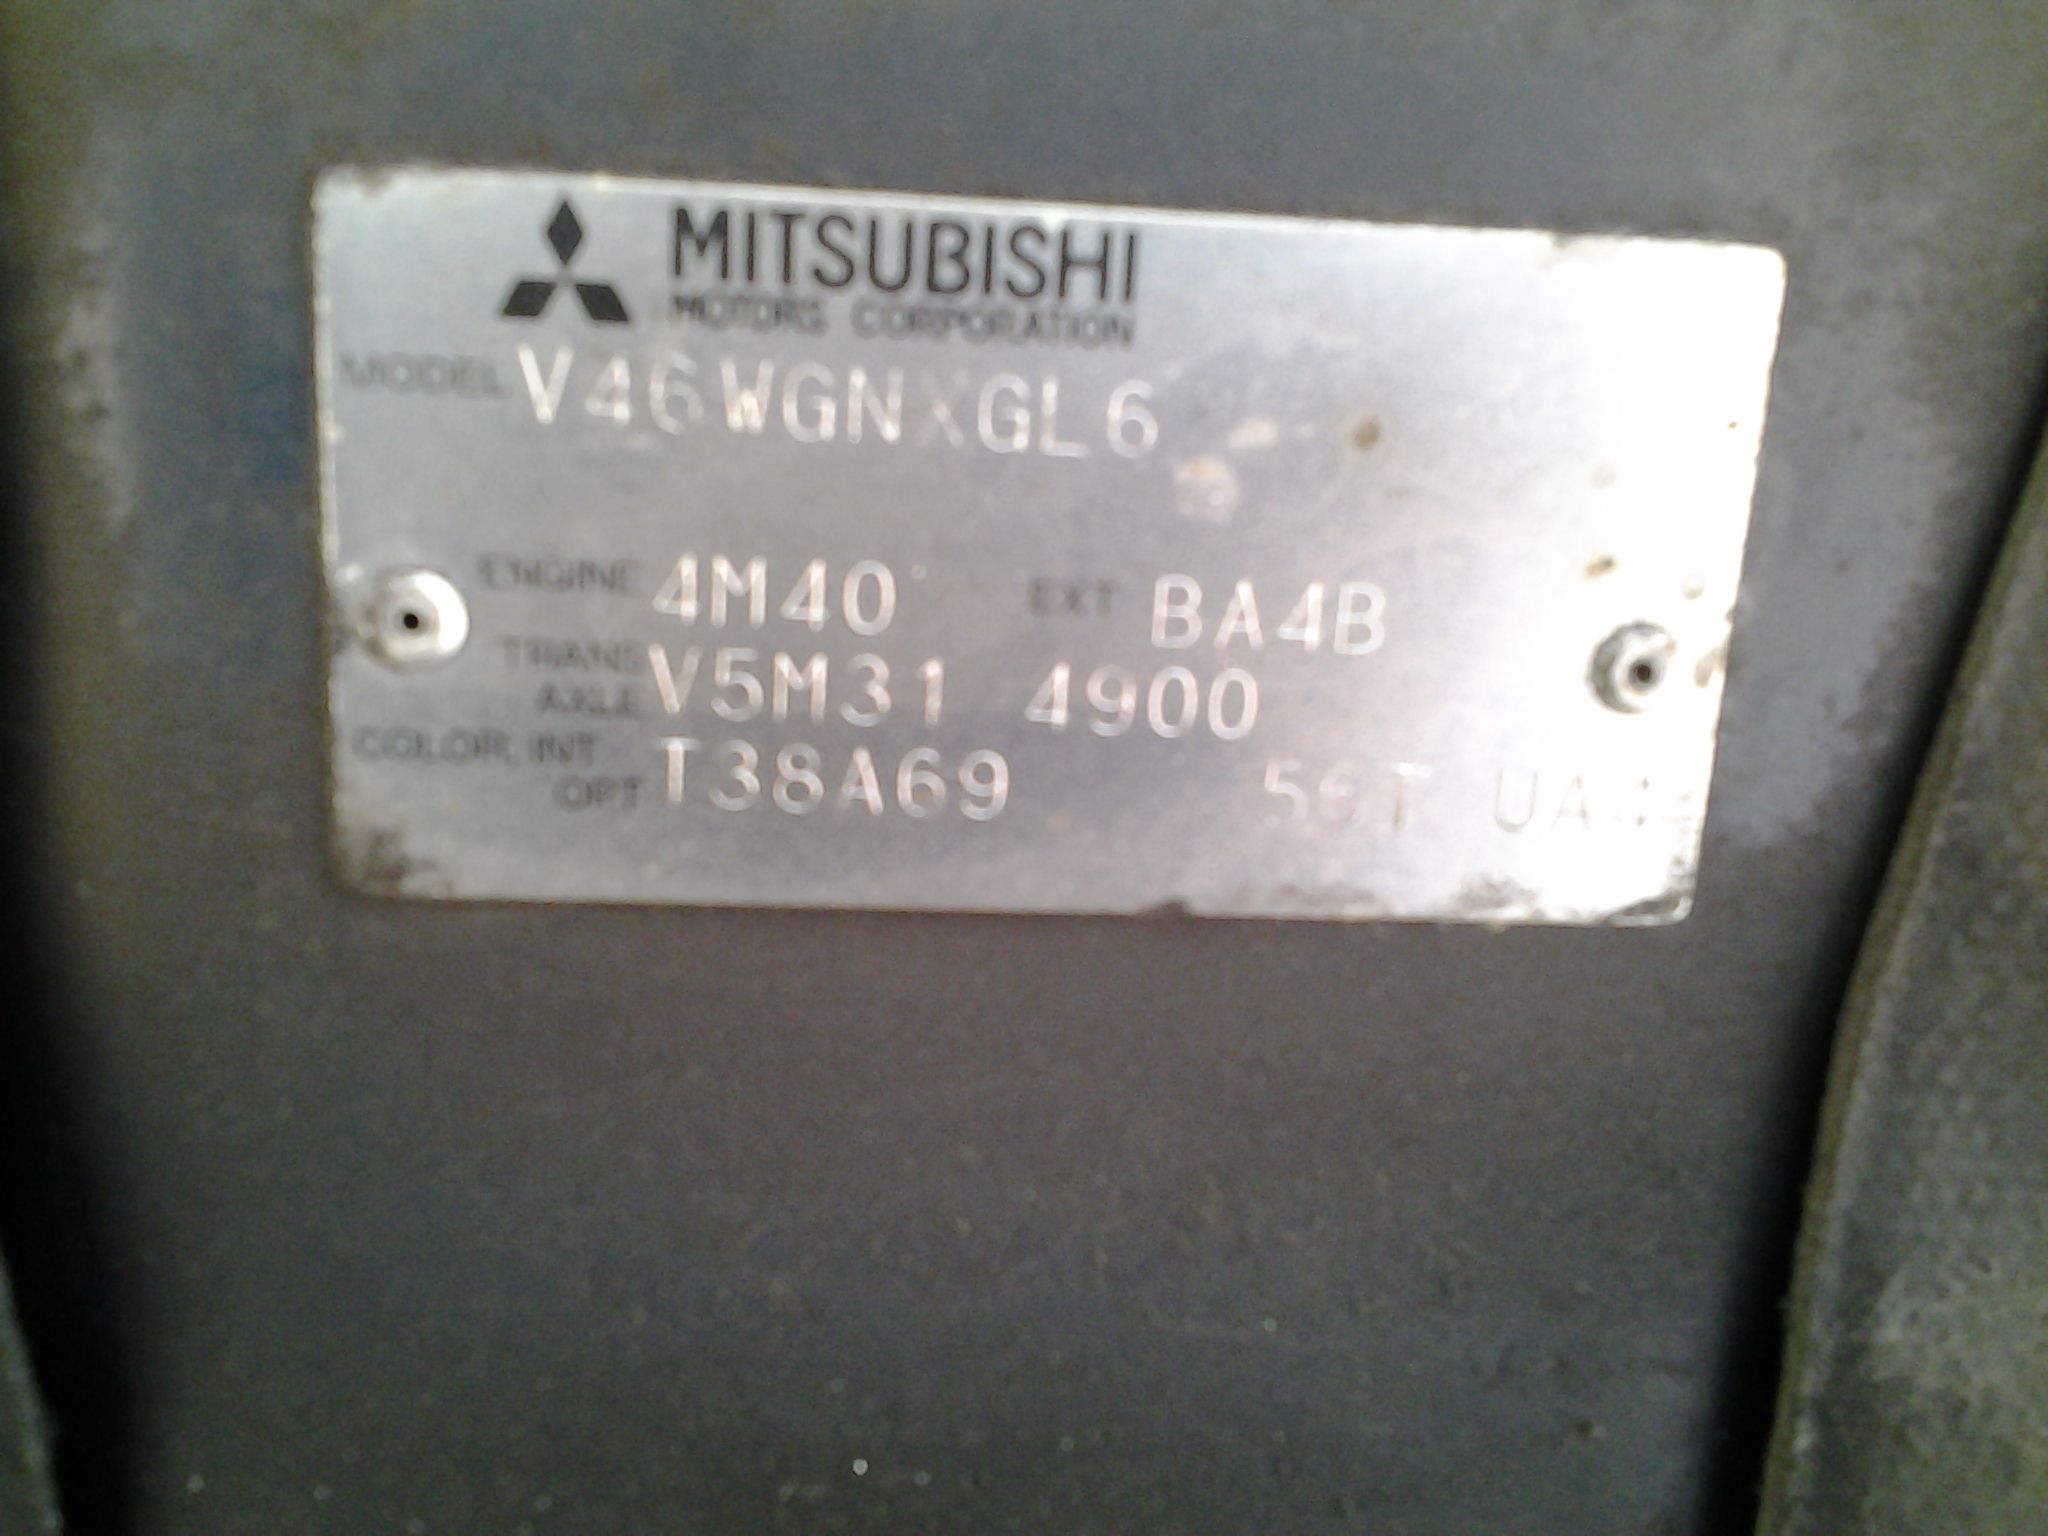 MITSUBISHI
MOTORS CORPORATION
MODEL V46WGNXGL6
ENGINE 4M40 EXT BA4B
TRANS AXLE V5M31 4900
COLOR, INT OPT T38A69